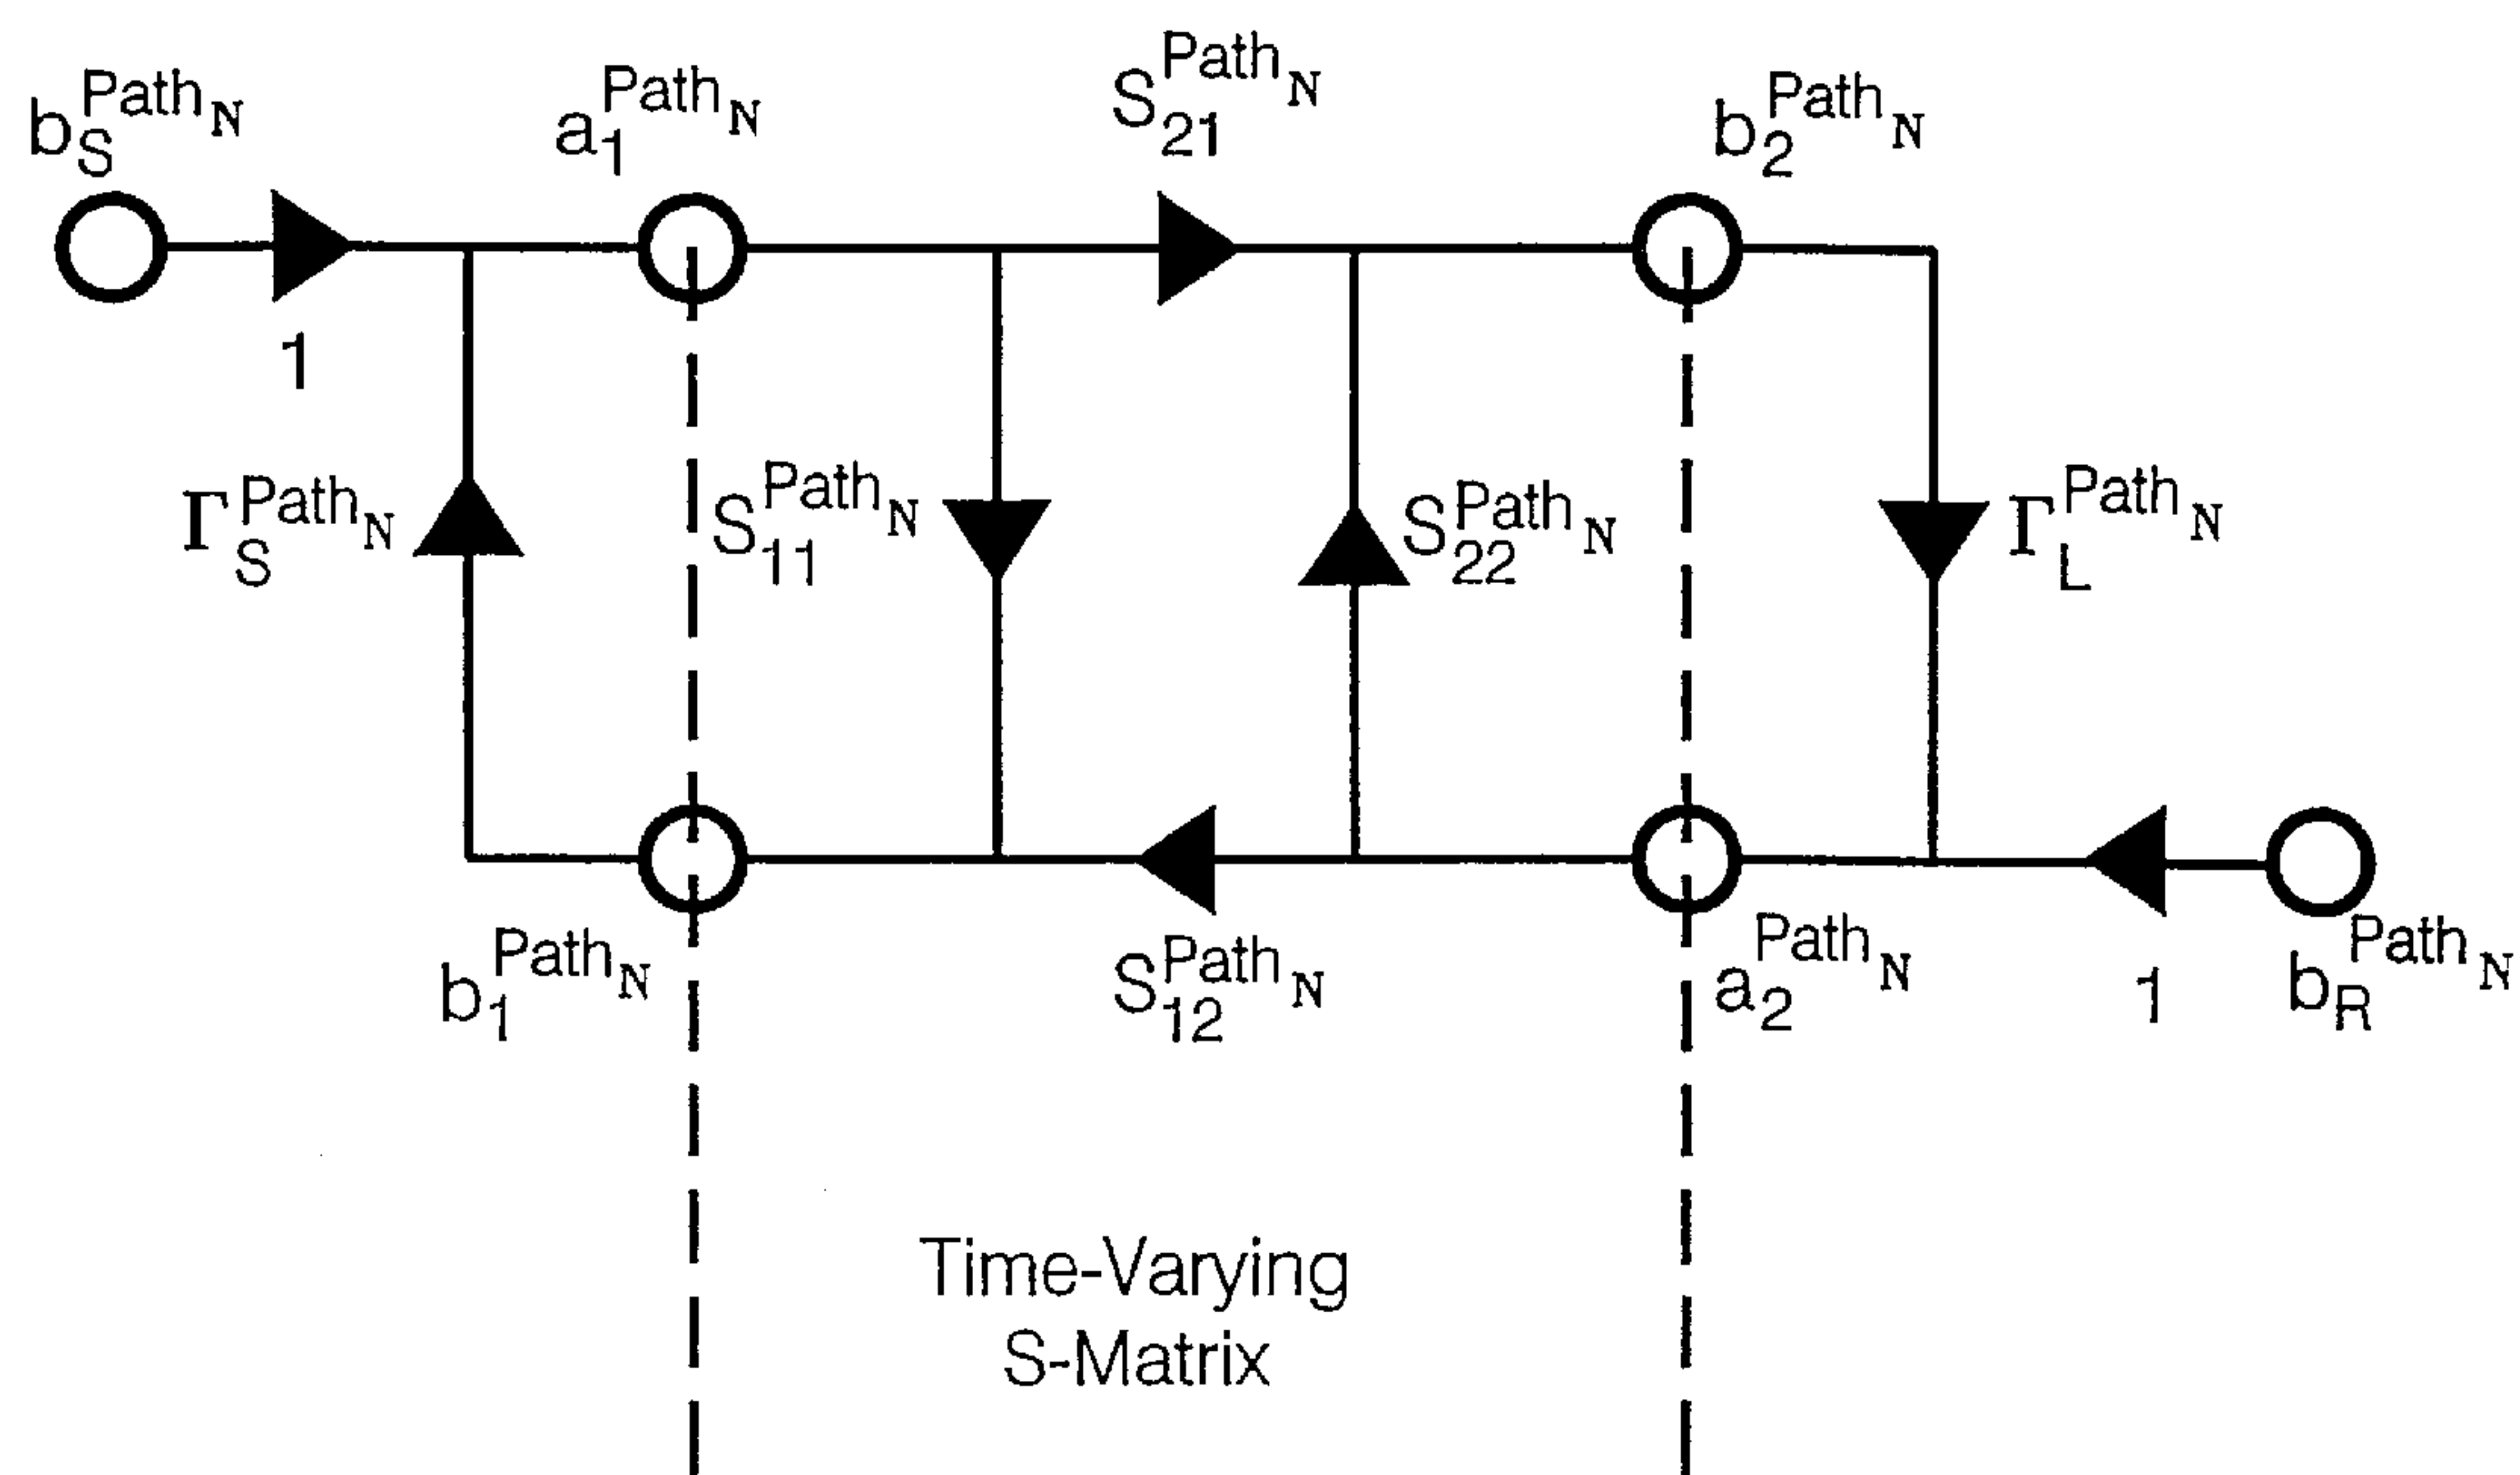 b_S^Path_N
a_1^Path_N
S_21^Path_N
b_2^Path_N
1
Γ_S^Path_N
S_11^Path_N
S_22^Path_N
Γ_L^Path_N
b_1^Path_N
S_12^Path_N
a_2^Path_N
1
b_R^Path_N
Time-Varying
S-Matrix